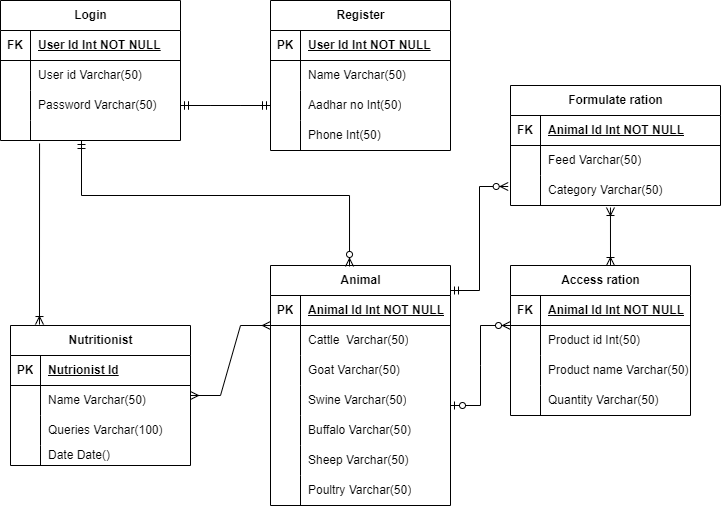 Login
FK User Id Int NOT NULL
User id Varchar(50)
Password Varchar(50)
Register
PK User Id Int NOT NULL
Name Varchar(50)
Aadhar no Int(50)
Phone Int(50)
Formulate ration
FK Animal Id Int NOT NULL
Feed Varchar(50)
Category Varchar(50)
Animal
PK Animal Id Int NOT NULL
Cattle  Varchar(50)
Goat Varchar(50)
Swine Varchar(50)
Buffalo Varchar(50)
Sheep Varchar(50)
Poultry Varchar(50)
Access ration
FK Animal Id Int NOT NULL
Product id Int(50)
Product name Varchar(50)
Quantity Varchar(50)
Nutritionist
PK Nutrionist Id
Name Varchar(50)
Queries Varchar(100)
Date Date()